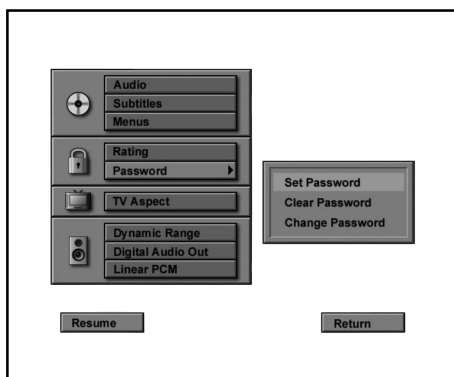 Audio
Subtitles
Menus
Rating
Password
TV Aspect
Dynamic Range
Digital Audio Out
Linear PCM
Set Password
Clear Password
Change Password
Resume
Return